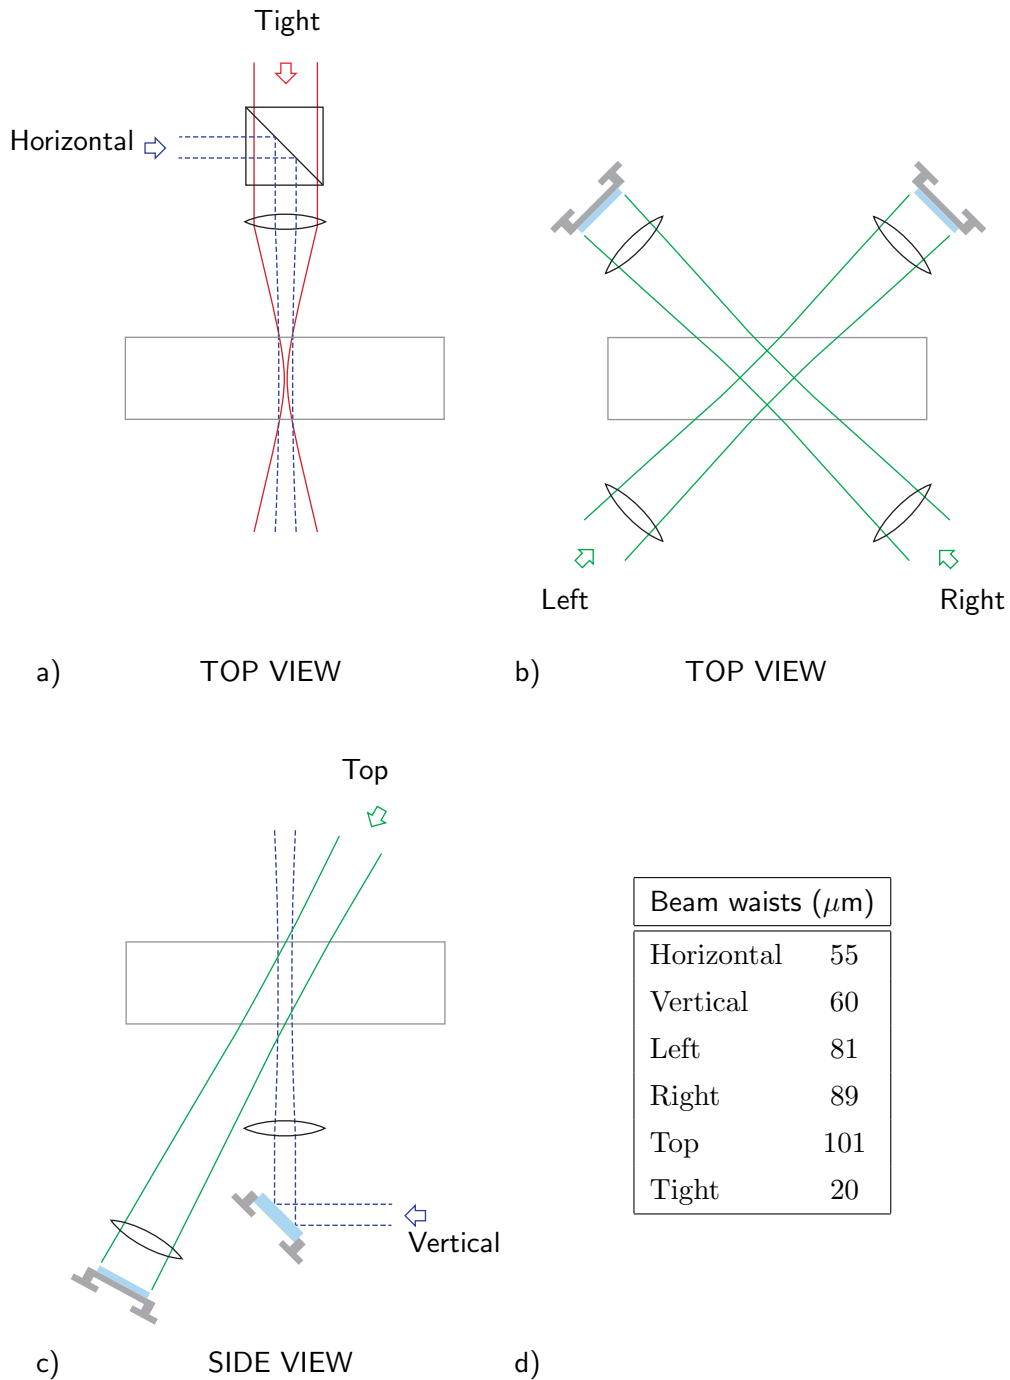 Tight
Horizontal
Left
Right
a)
TOP VIEW
b)
TOP VIEW
Top
Vertical
Beam waists (μm)
Horizontal 55
Vertical 60
Left 81
Right 89
Top 101
Tight 20
c)
SIDE VIEW
d)